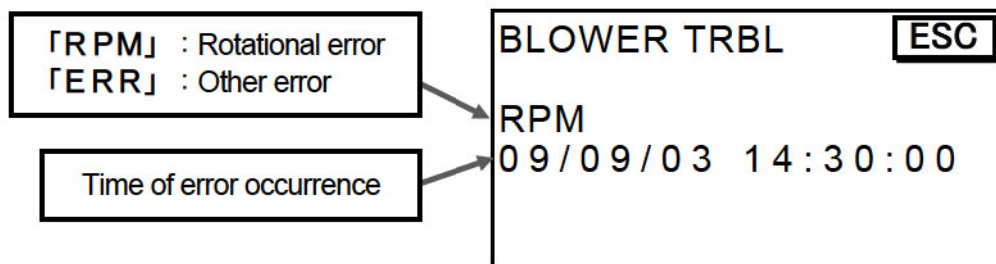 ｢RPM｣ : Rotational error
｢ERR｣ : Other error
Time of error occurrence
BLOWER TRBL ESC
RPM
09/09/03 14:30:00